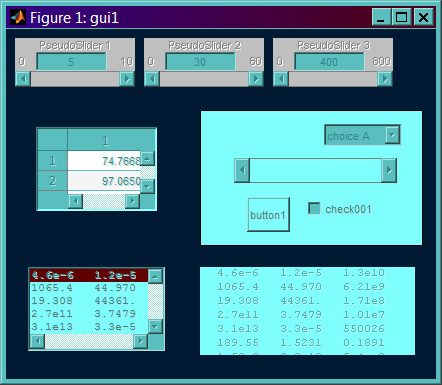 Figure 1: gui1
PseudoSlider 1 PseudoSlider 2 PseudoSlider 3
0 5 10 0 30 60 0 400 800
1
1 74.7668
2 97.0650
choice A
button1
check001
4.6e-6 1.2e-5
1065.4 44.970
19.308 44361.
2.7e11 3.7479
3.1e13 3.3e-5
4.6e-6 1.2e-5 1.3e10
1065.4 44.970 6.21e9
19.308 44361. 1.71e8
2.7e11 3.7479 1.01e7
3.1e13 3.3e-5 550026
189.55 1.5231 0.1891